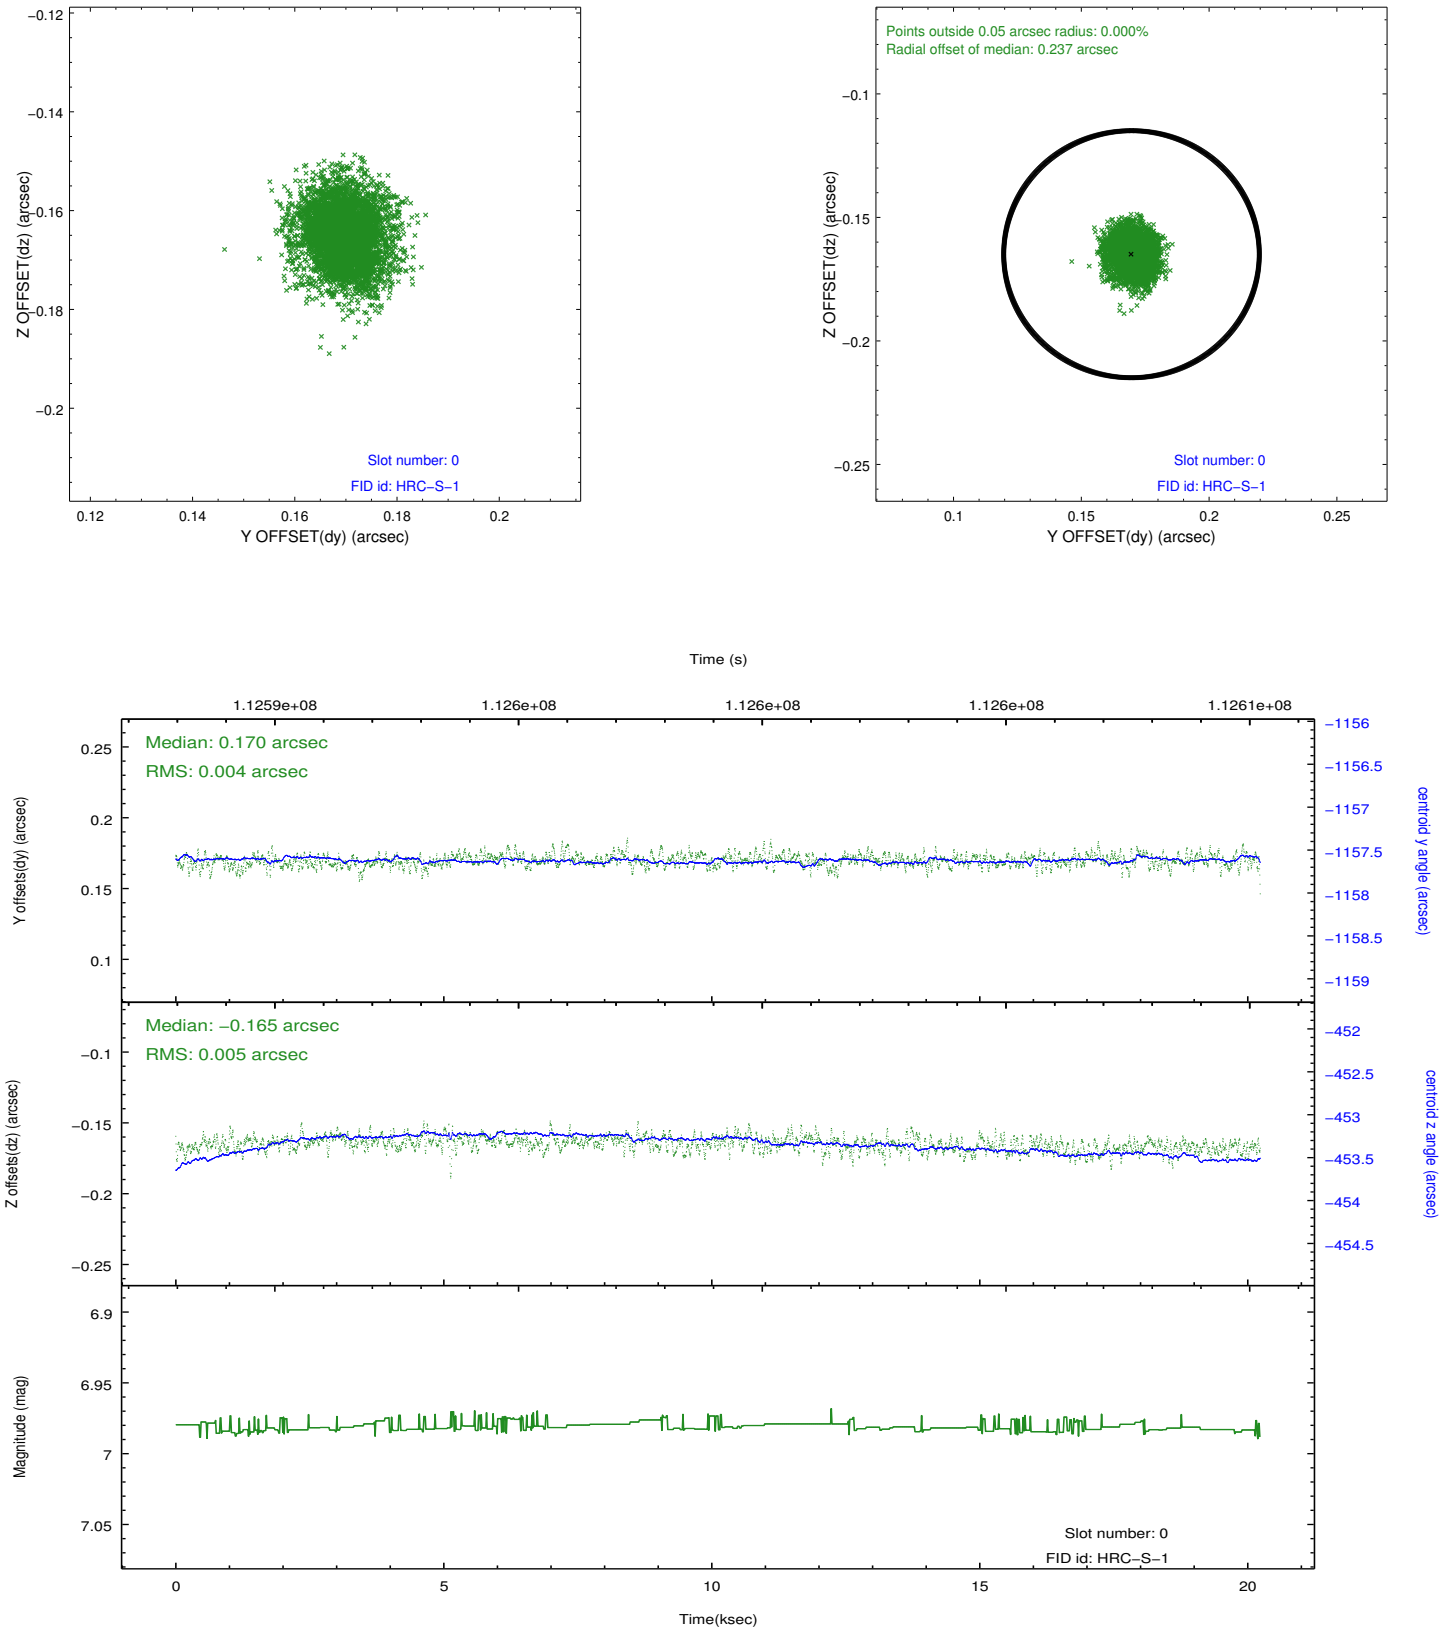 −0.12
−0.14
−0.16
−0.18
−0.2
Z OFFSET(dz) (arcsec)
Slot number: 0
FID id: HRC−S−1
0.12 0.14 0.16 0.18 0.2
Y OFFSET(dy) (arcsec)
Points outside 0.05 arcsec radius: 0.000%
Radial offset of median: 0.237 arcsec
−0.1
−0.15
−0.2
−0.25
Z OFFSET(dz) (arcsec)
Slot number: 0
FID id: HRC−S−1
0.1 0.15 0.2 0.25
Y OFFSET(dy) (arcsec)
Time (s)
1.1259e+08 1.126e+08 1.126e+08 1.126e+08 1.1261e+08
Median: 0.170 arcsec
RMS: 0.004 arcsec
0.25
0.2
0.15
0.1
Y offsets(dy) (arcsec)
−1156
−1156.5
−1157
−1157.5
−1158
−1158.5
−1159
centroid y angle (arcsec)
Median: −0.165 arcsec
RMS: 0.005 arcsec
−0.1
−0.15
−0.2
−0.25
Z offsets(dz) (arcsec)
−452
−452.5
−453
−453.5
−454
−454.5
centroid z angle (arcsec)
6.9
6.95
7
7.05
Magnitude (mag)
Slot number: 0
FID id: HRC−S−1
0 5 10 15 20
Time(ksec)